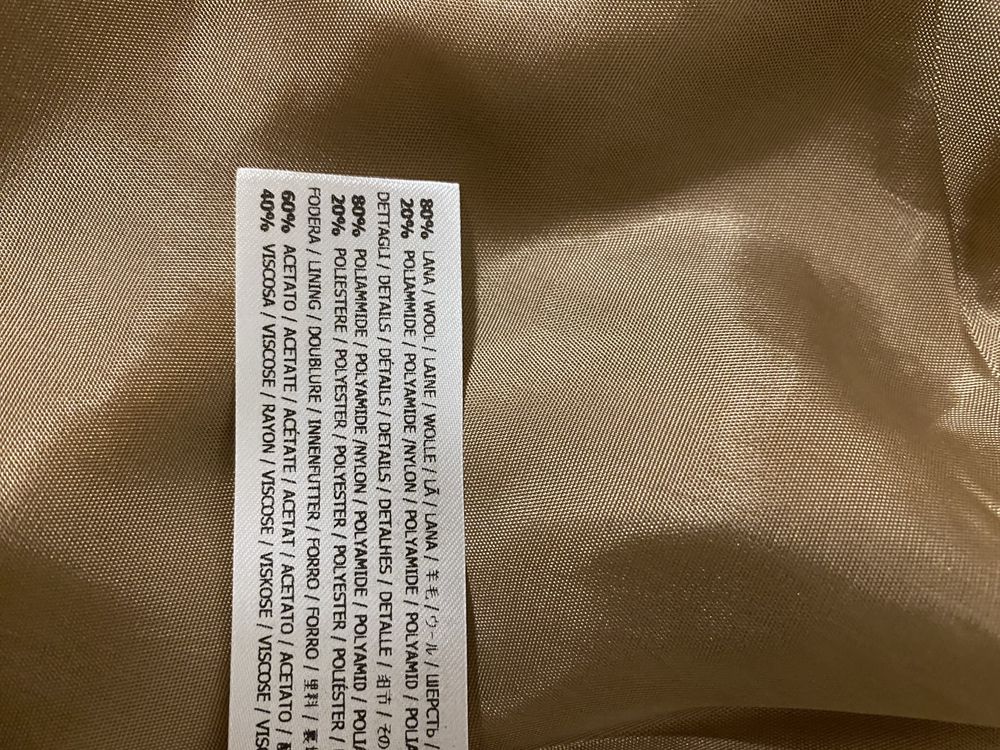 80% LANA / WOOL / LAINE / WOLLE / LÃ / LANA / 羊毛 / ウール / ШЕРСТЬ /
20% POLIAMMIDE / POLYAMIDE /NYLON / POLYAMIDE / POLYAMID / POLIA
DETTAGLI / DETAILS / DÉTAILS / DETAILS / DETALHES / DETALLE / 细节 / その
80% POLIAMMIDE / POLYAMIDE /NYLON / POLYAMIDE / POLYAMID / POLIA
20% POLIESTERE / POLYESTER / POLYESTER / POLYESTER / POLIÉSTER /
FODERA / LINING / DOUBLURE / INNENFUTTER / FORRO / FORRO / 里料 / 裏
60% ACETATO / ACETATE / ACÉTATE / ACETAT / ACETATO / ACETATO /
40% VISCOSA / VISCOSE / RAYON / VISCOSE / VISKOSE / VISCOSE / VISC